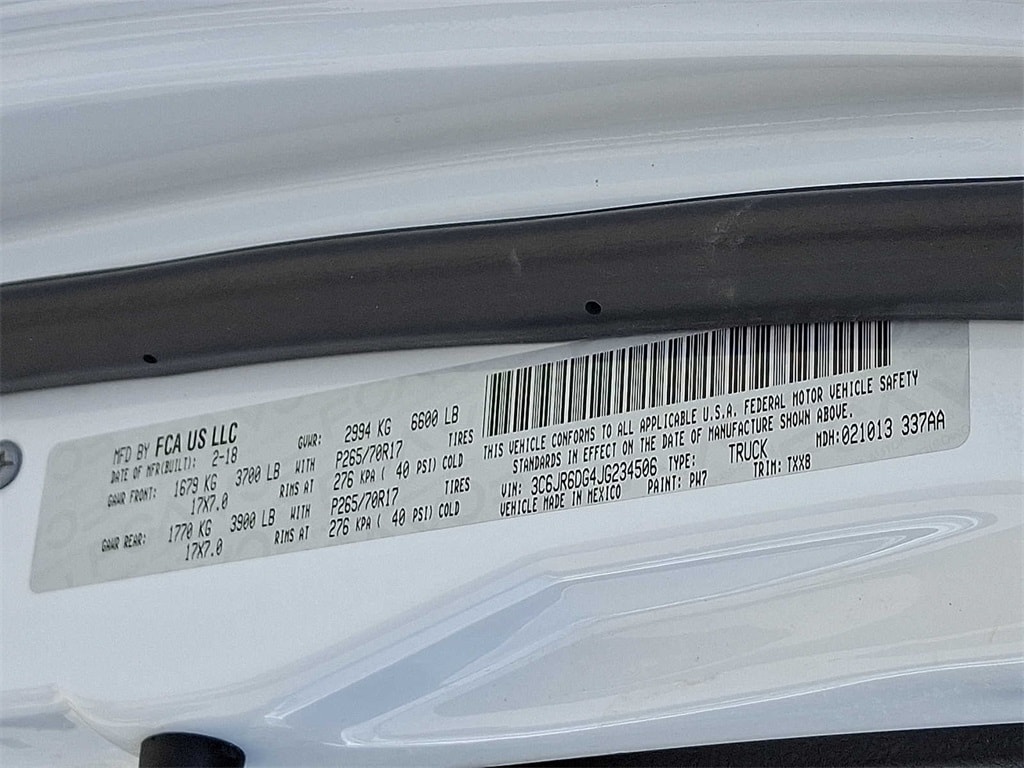 MFD BY FCA US LLC
DATE OF MFR(BUILT): 2-18 GVWR: 2994 KG 6600 LB
GAWR FRONT: 1679 KG 3700 LB WITH P265/70R17 TIRES
17X7.0 RIMS AT 276 KPA ( 40 PSI) COLD
GAWR REAR: 1770 KG 3900 LB WITH P265/70R17 TIRES
17X7.0 RIMS AT 276 KPA ( 40 PSI) COLD
THIS VEHICLE CONFORMS TO ALL APPLICABLE U.S.A. FEDERAL MOTOR VEHICLE SAFETY
STANDARDS IN EFFECT ON THE DATE OF MANUFACTURE SHOWN ABOVE.
VIN: 3C6JR6DG4JG234506 TYPE: TRUCK MDH:021013 337AA
VEHICLE MADE IN MEXICO PAINT: PW7 TRIM: TXX8